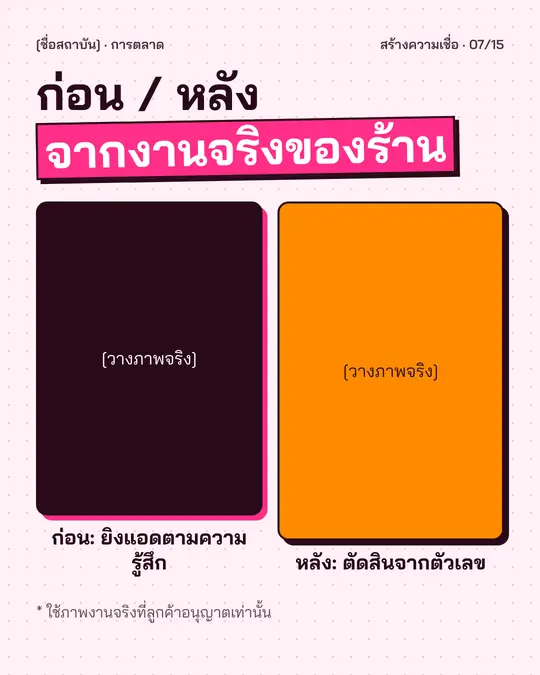 (ชื่อสถาบัน) · การตลาด
สร้างความเชื่อ · 07/15
ก่อน / หลัง
จากงานจริงของร้าน
(วางภาพจริง)
(วางภาพจริง)
ก่อน: ยิงแอดตามความ
รู้สึก
หลัง: ตัดสินจากตัวเลข
* ใช้ภาพงานจริงที่ลูกค้าอนุญาตเท่านั้น